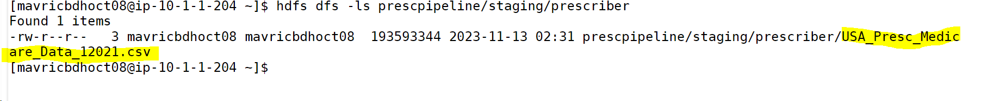 [mavricbdhoct08@ip-10-1-1-204 ~]$ hdfs dfs -ls prescpipeline/staging/prescriber
Found 1 items
-rw-r--r--   3 mavricbdhoct08 mavricbdhoct08  193593344 2023-11-13 02:31 prescpipeline/staging/prescriber/USA_Presc_Medic
are_Data_12021.csv
[mavricbdhoct08@ip-10-1-1-204 ~]$